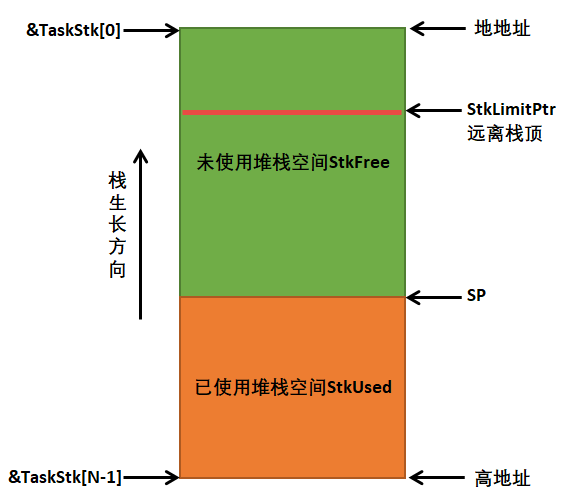 &TaskStk[0]
地地址
StkLimitPtr
远离栈顶
未使用堆栈空间StkFree
栈生长方向
SP
已使用堆栈空间StkUsed
&TaskStk[N-1]
高地址